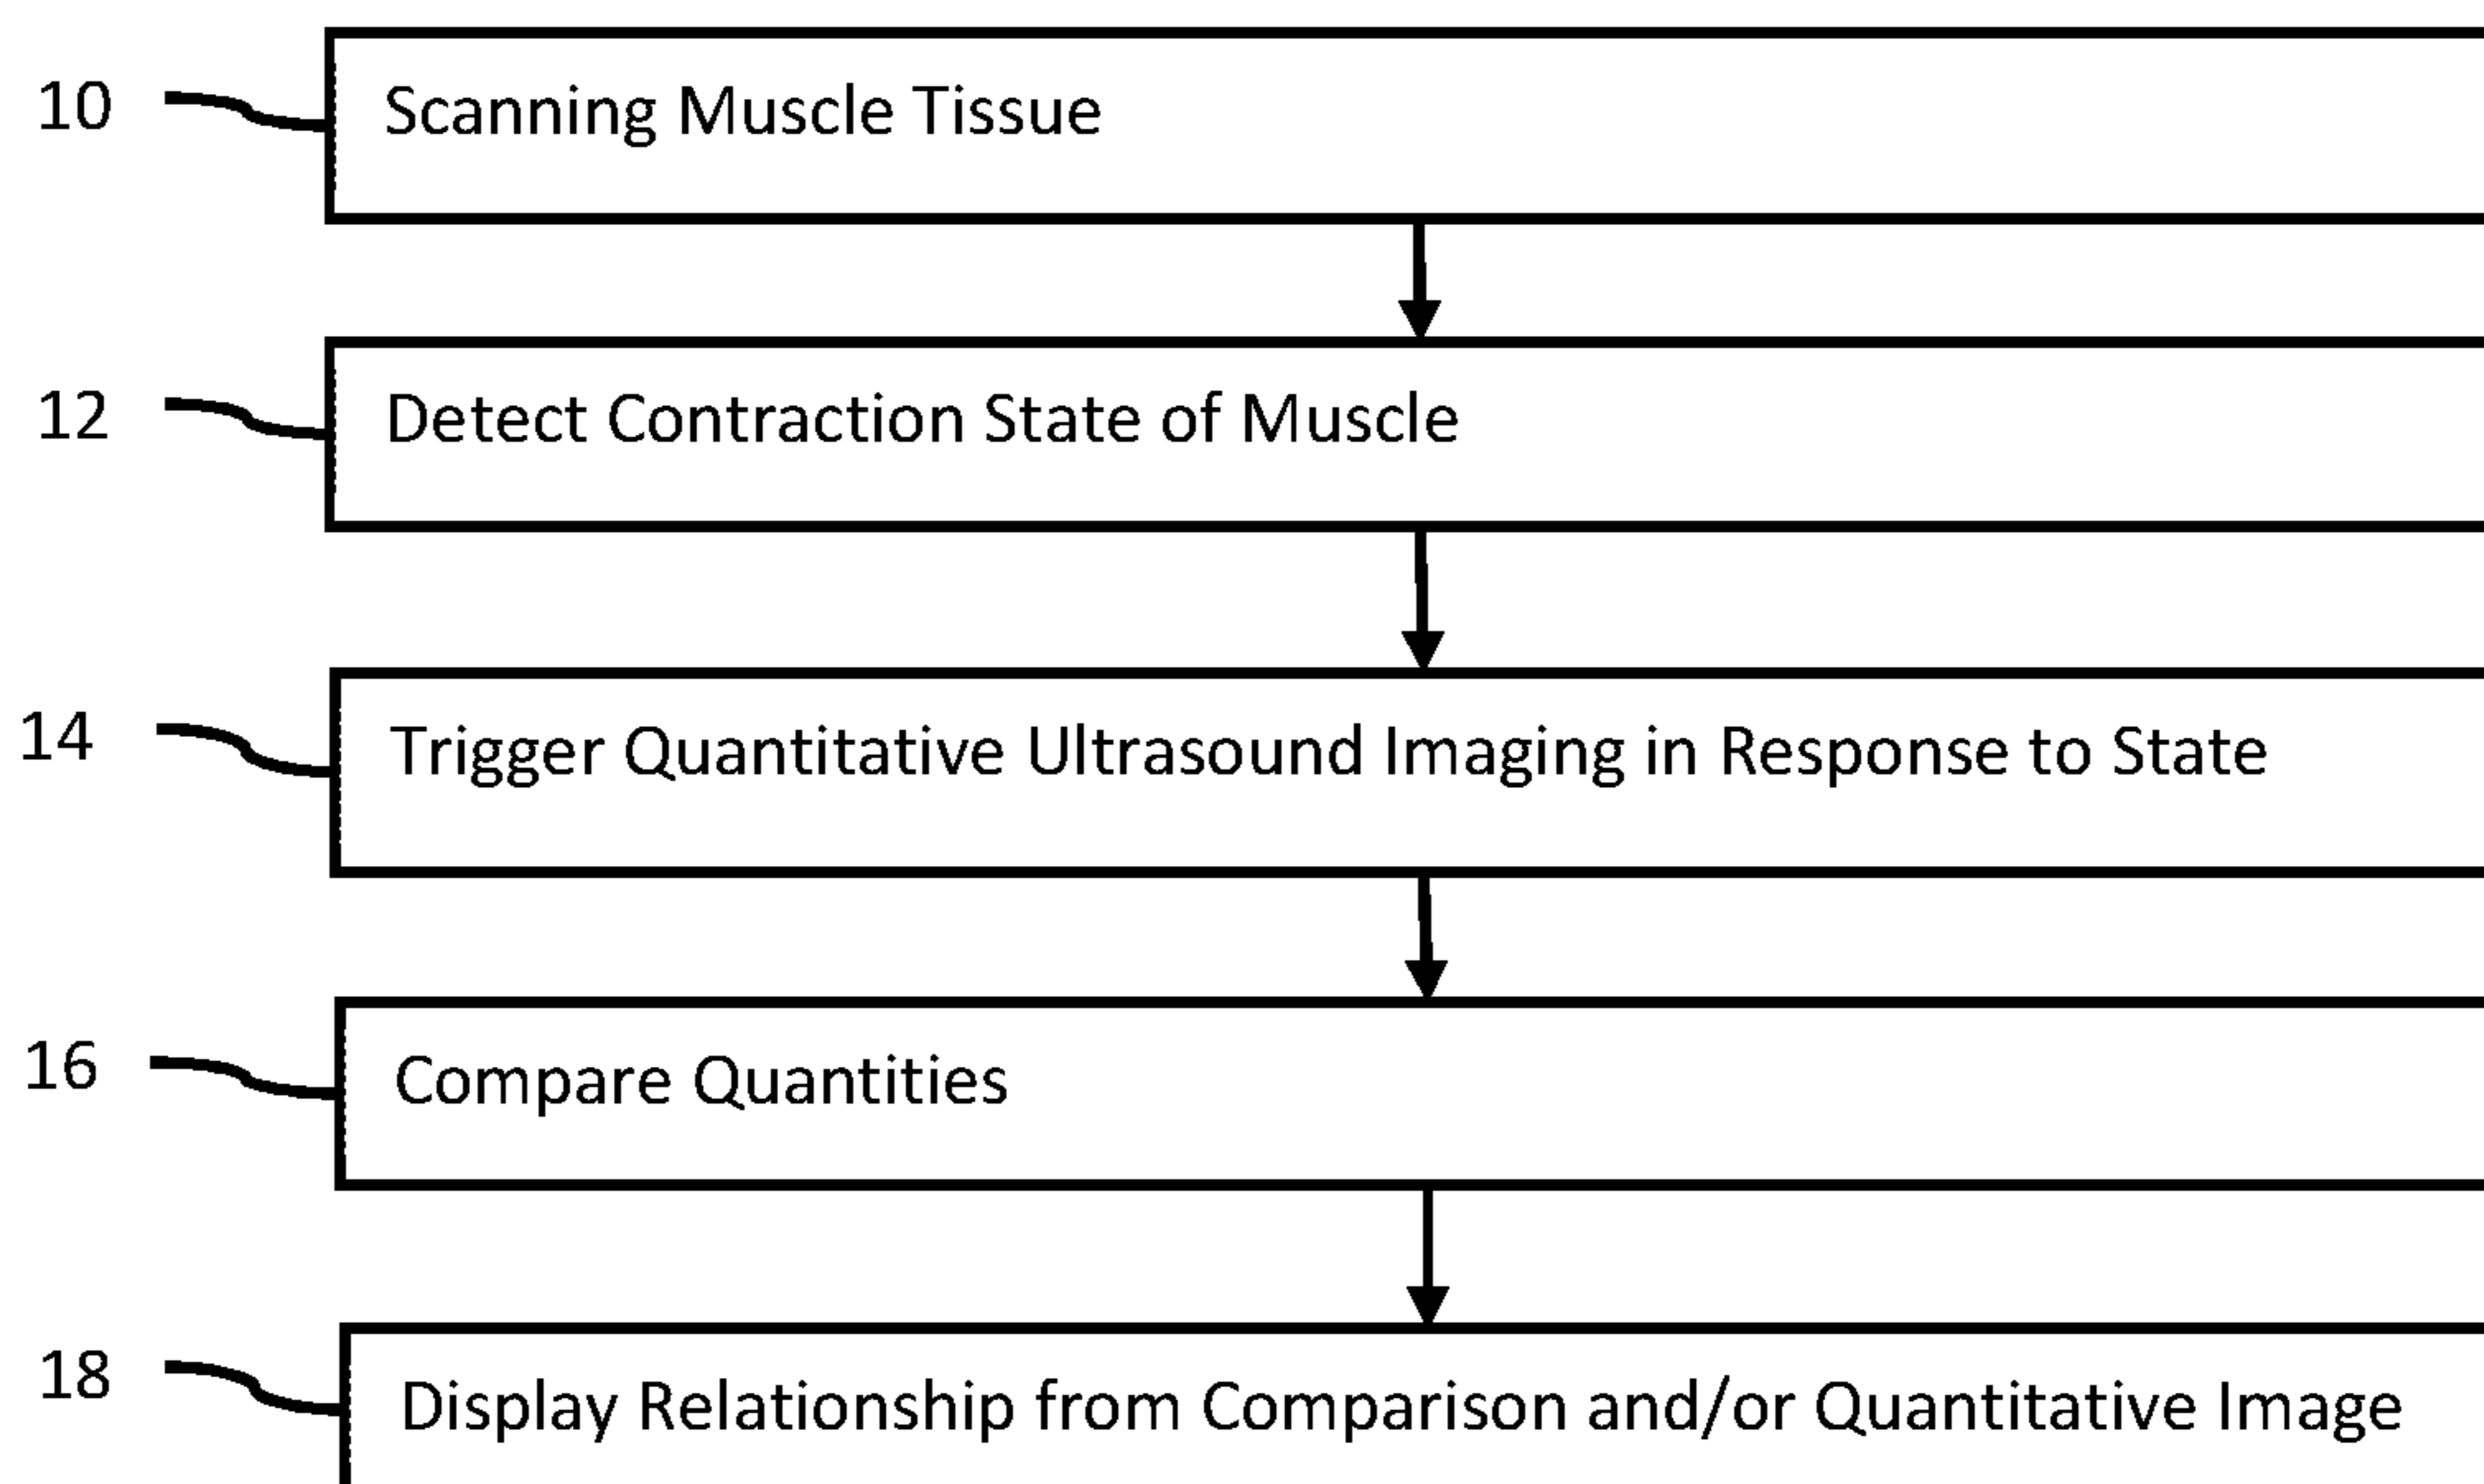 10
Scanning Muscle Tissue
12
Detect Contraction State of Muscle
14
Trigger Quantitative Ultrasound Imaging in Response to State
16
Compare Quantities
18
Display Relationship from Comparison and/or Quantitative Image